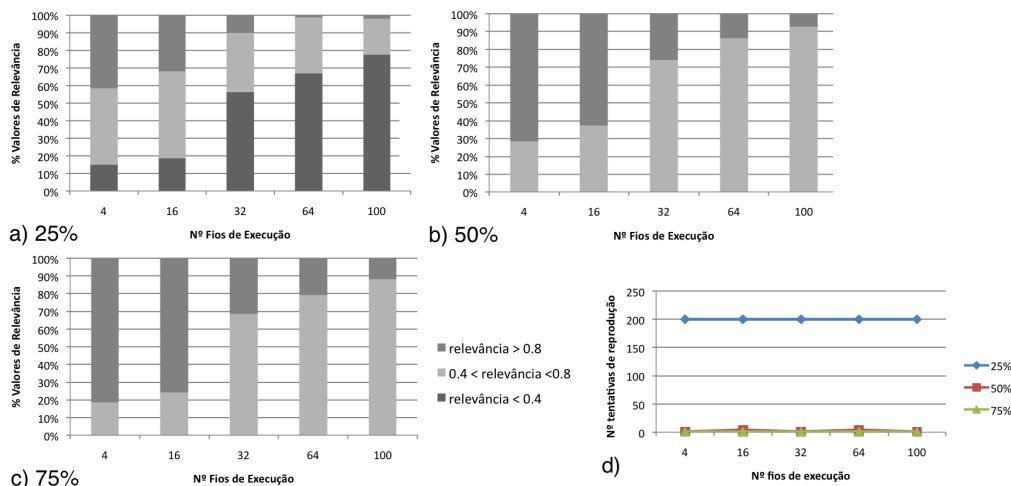 % Valores de Relevância
100%
90%
80%
70%
60%
50%
40%
30%
20%
10%
0%
4 16 32 64 100
Nº Fios de Execução
a) 25%
% Valores de Relevância
100%
90%
80%
70%
60%
50%
40%
30%
20%
10%
0%
4 16 32 64 100
Nº Fios de Execução
b) 50%
% Valores de Relevância
100%
90%
80%
70%
60%
50%
40%
30%
20%
10%
0%
4 16 32 64 100
Nº Fios de Execução
c) 75%
relevância > 0.8
0.4 < relevância <0.8
relevância < 0.4
Nº tentativas de reprodução
250
200
150
100
50
0
4 16 32 64 100
Nº fios de execução
d)
25%
50%
75%